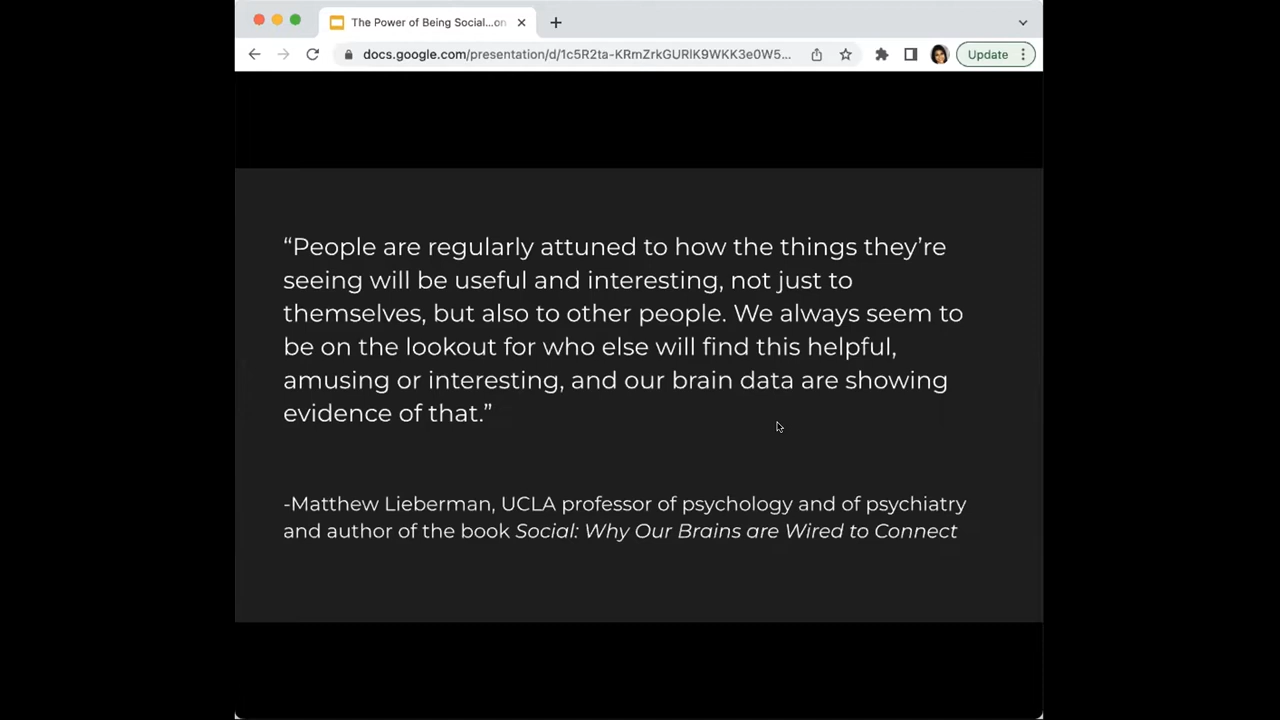 The Power of Being Social...on
docs.google.com/presentation/d/1c5R2ta-KRmZrkGURlK9WKK3e0W5...
Update
“People are regularly attuned to how the things they’re
seeing will be useful and interesting, not just to
themselves, but also to other people. We always seem to
be on the lookout for who else will find this helpful,
amusing or interesting, and our brain data are showing
evidence of that.”
-Matthew Lieberman, UCLA professor of psychology and of psychiatry
and author of the book Social: Why Our Brains are Wired to Connect